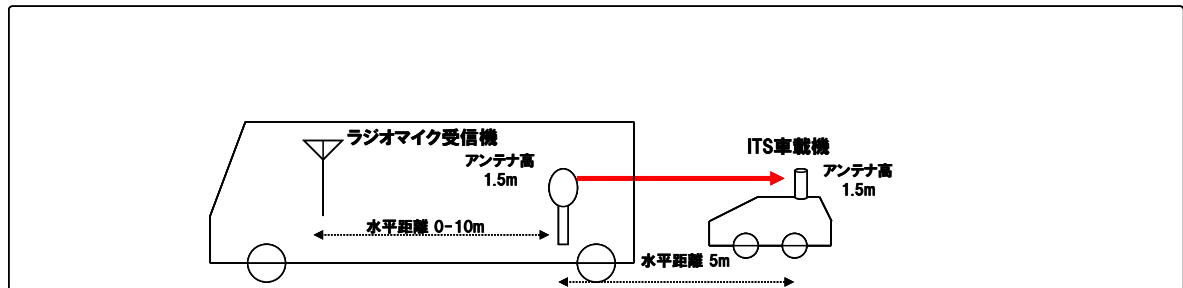 ラジオマイク受信機
アンテナ高
1.5m
ITS車載機
アンテナ高
1.5m
水平距離 0-10m
水平距離 5m